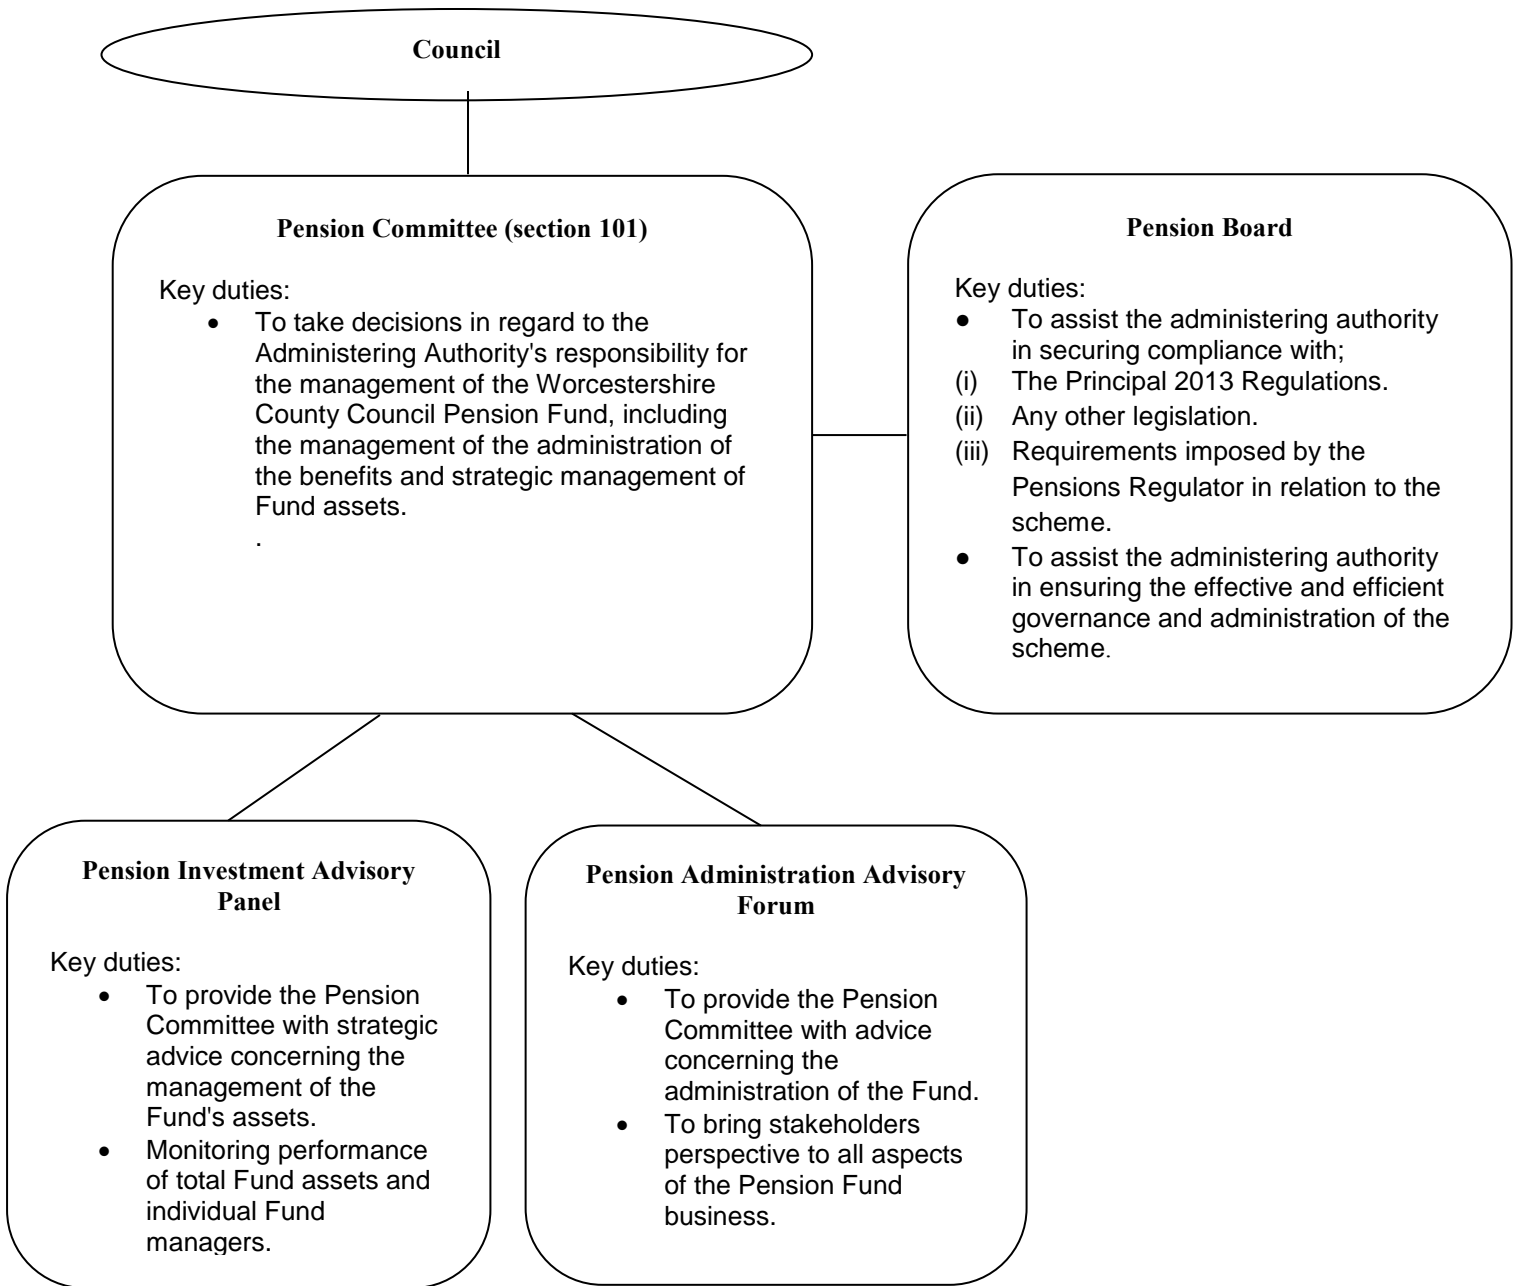 Council
Pension Committee (section 101)
Key duties:
• To take decisions in regard to the
Administering Authority's responsibility for
the management of the Worcestershire
County Council Pension Fund, including
the management of the administration of
the benefits and strategic management of
Fund assets.
.
Pension Board
Key duties:
● To assist the administering authority
in securing compliance with;
(i) The Principal 2013 Regulations.
(ii) Any other legislation.
(iii) Requirements imposed by the
Pensions Regulator in relation to the
scheme.
● To assist the administering authority
in ensuring the effective and efficient
governance and administration of the
scheme.
Pension Investment Advisory
Panel
Key duties:
• To provide the Pension
Committee with strategic
advice concerning the
management of the
Fund's assets.
• Monitoring performance
of total Fund assets and
individual Fund
managers.
Pension Administration Advisory
Forum
Key duties:
• To provide the Pension
Committee with advice
concerning the
administration of the Fund.
• To bring stakeholders
perspective to all aspects
of the Pension Fund
business.